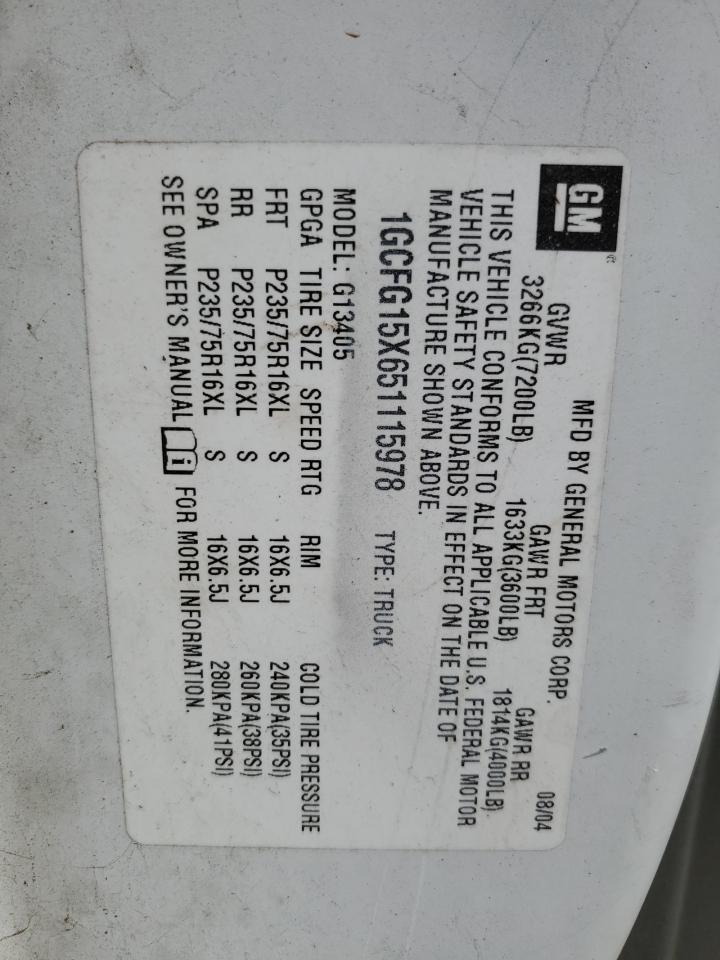 GM®
MFD BY GENERAL MOTORS CORP.
08/04
GVWR GAWR FRT GAWR RR
3266KG(7200LB) 1633KG(3600LB) 1814KG(4000LB)
THIS VEHICLE CONFORMS TO ALL APPLICABLE U.S. FEDERAL MOTOR
VEHICLE SAFETY STANDARDS IN EFFECT ON THE DATE OF
MANUFACTURE SHOWN ABOVE.
1GCFG15X651115978 TYPE: TRUCK
MODEL: G13405
GPGA TIRE SIZE SPEED RTG RIM COLD TIRE PRESSURE
FRT P235/75R16XL S 16X6.5J 240KPA(35PSI)
RR P235/75R16XL S 16X6.5J 260KPA(38PSI)
SPA P235/75R16XL S 16X6.5J 280KPA(41PSI)
SEE OWNER'S MANUAL i FOR MORE INFORMATION.